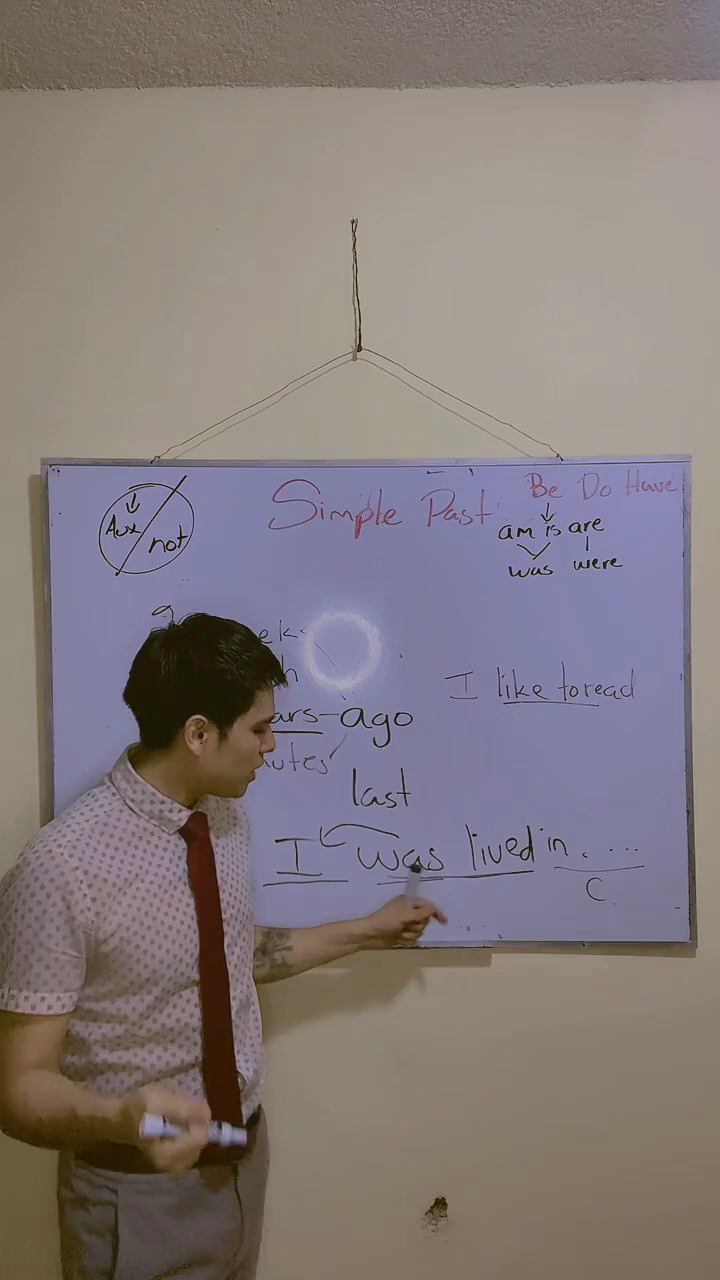 Aux
not
Simple Past
Be Do Have
am is are
was were
I like to read
ago
last
I was lived in . ...
C